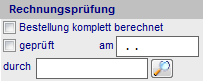 Rechnungsprüfung
Bestellung komplett berechnet
geprüft am . .
durch